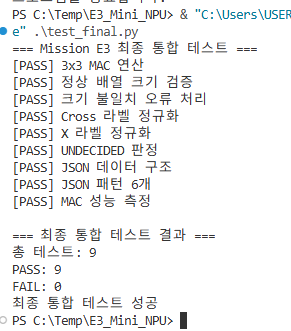 PS C:\Temp\E3_Mini_NPU> & "C:\Users\USER
e" .\test_final.py
=== Mission E3 최종 통합 테스트 ===
[PASS] 3x3 MAC 연산
[PASS] 정상 배열 크기 검증
[PASS] 크기 불일치 오류 처리
[PASS] Cross 라벨 정규화
[PASS] X 라벨 정규화
[PASS] UNDECIDED 판정
[PASS] JSON 데이터 구조
[PASS] JSON 패턴 6개
[PASS] MAC 성능 측정
=== 최종 통합 테스트 결과 ===
총 테스트: 9
PASS: 9
FAIL: 0
최종 통합 테스트 성공
PS C:\Temp\E3_Mini_NPU>